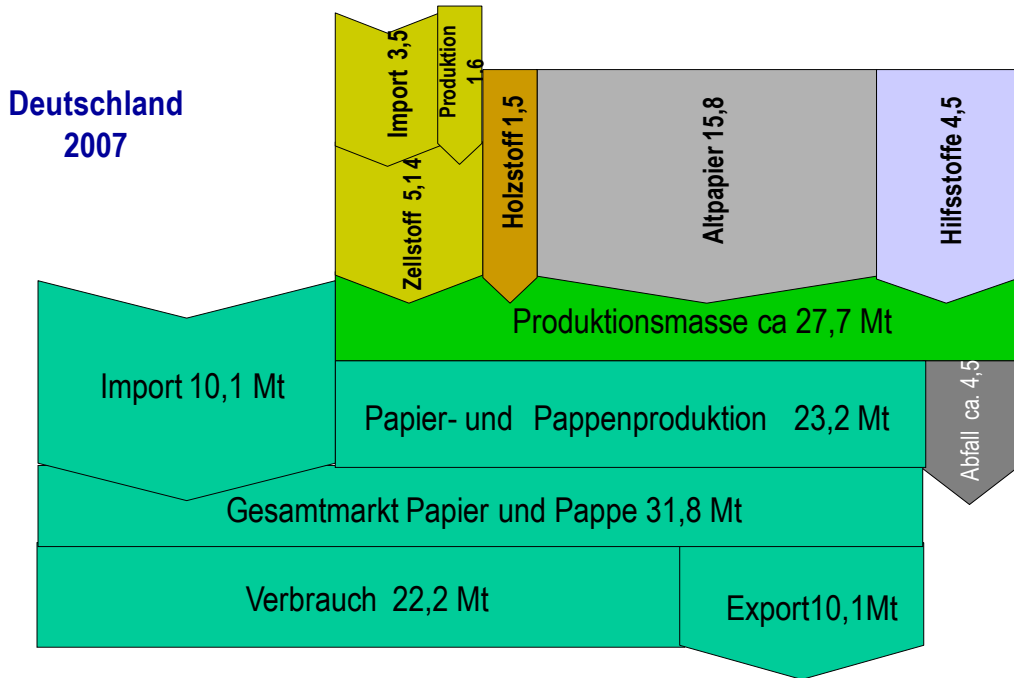 Deutschland
2007
Import 3,5
Produktion
1.6
Zellstoff 5,1 4
Holzstoff 1,5
Altpapier 15,8
Hilfsstoffe 4,5
Produktionsmasse ca 27,7 Mt
Import 10,1 Mt
Papier- und Pappenproduktion 23,2 Mt
Abfall ca. 4,5
Gesamtmarkt Papier und Pappe 31,8 Mt
Verbrauch 22,2 Mt
Export10,1Mt